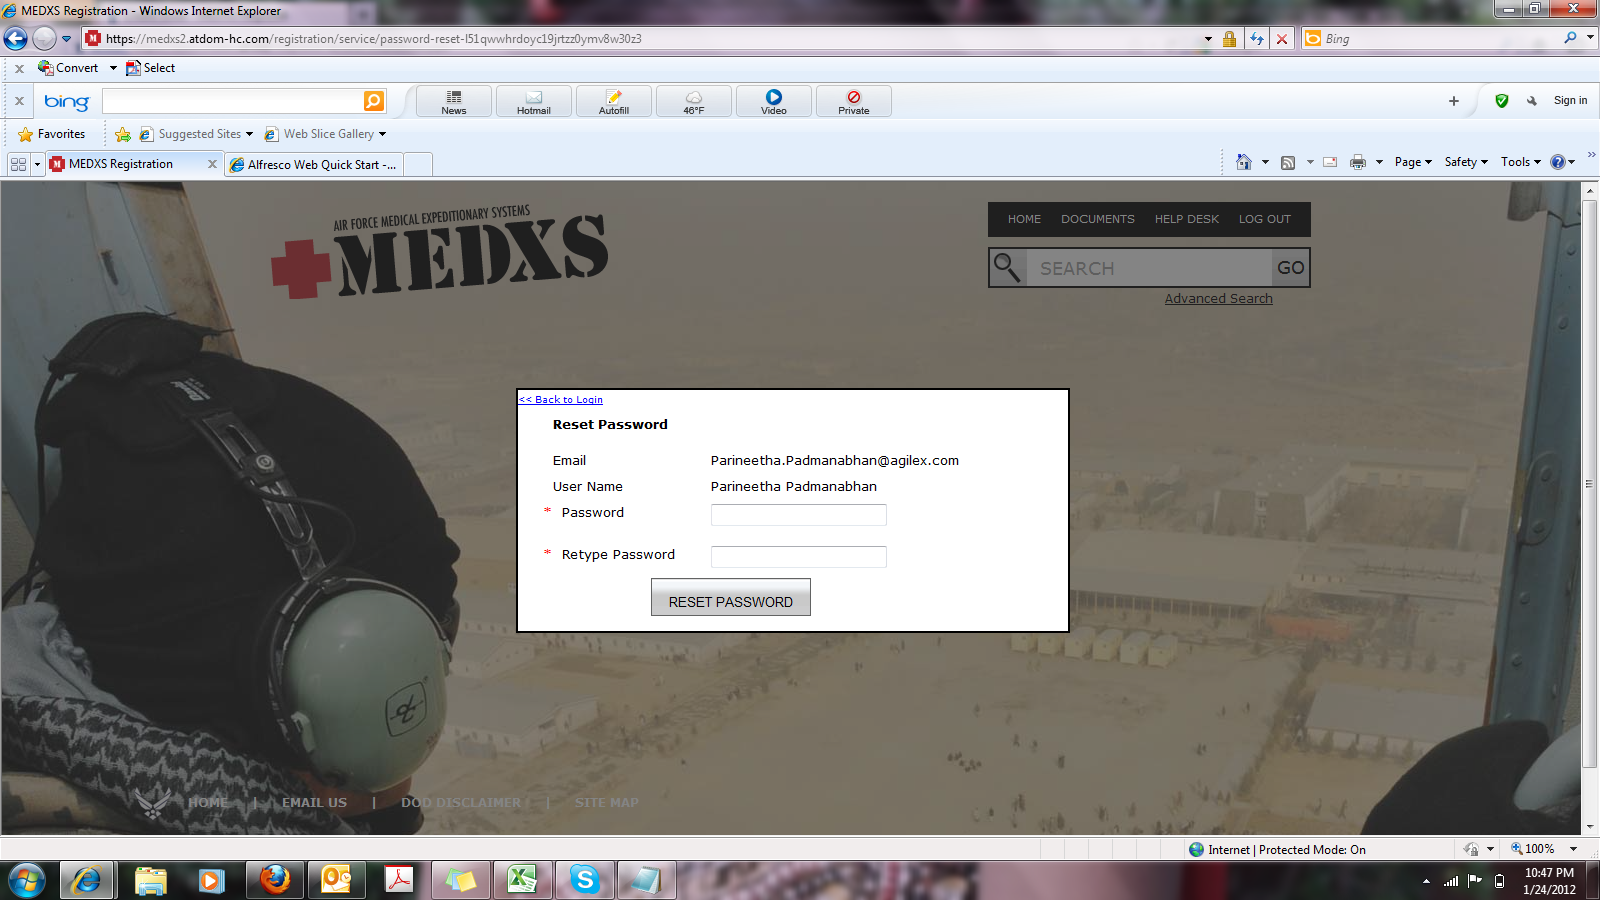 MEDXS Registration - Windows Internet Explorer
https://medxs2.atdom-hc.com/registration/service/password-reset-l51qwwhrdoyc19jrtzz0ymv8w30z3
Bing
x Convert Select
x bing News Hotmail Autofill 46°F Video Private + Sign in
Favorites Suggested Sites Web Slice Gallery
MEDXS Registration x Alfresco Web Quick Start -... Page Safety Tools
AIR FORCE MEDICAL EXPEDITIONARY SYSTEMS
MEDXS
HOME DOCUMENTS HELP DESK LOG OUT
SEARCH GO
Advanced Search
<< Back to Login
Reset Password
Email Parineetha.Padmanabhan@agilex.com
User Name Parineetha Padmanabhan
* Password
* Retype Password
RESET PASSWORD
HOME | EMAIL US | DOD DISCLAIMER | SITE MAP
Internet | Protected Mode: On 100%
10:47 PM
1/24/2012